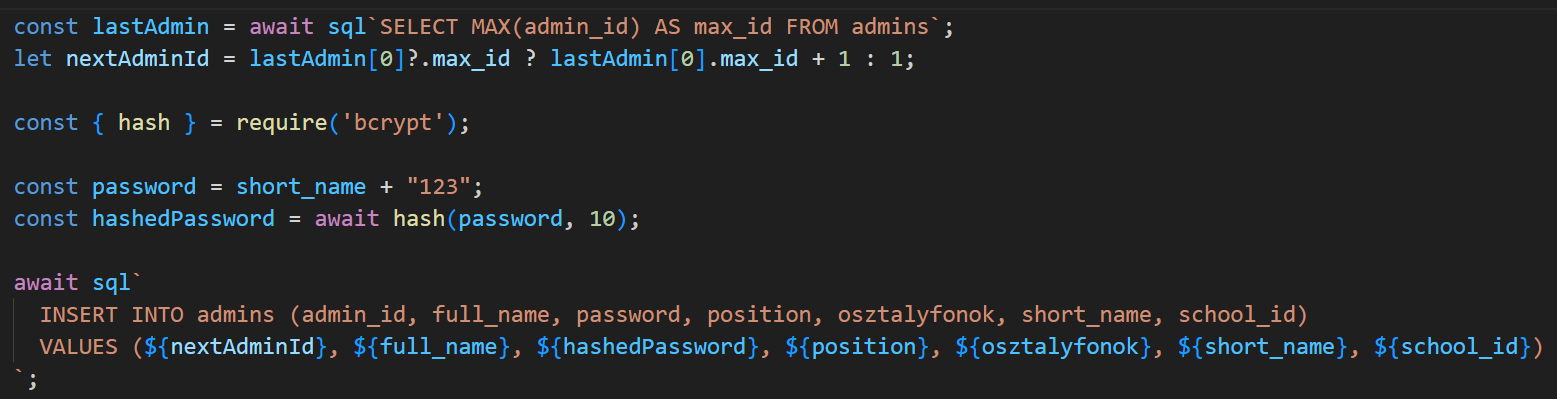 const lastAdmin = await sql`SELECT MAX(admin_id) AS max_id FROM admins`;
let nextAdminId = lastAdmin[0]?.max_id ? lastAdmin[0].max_id + 1 : 1;
const { hash } = require('bcrypt');
const password = short_name + "123";
const hashedPassword = await hash(password, 10);
await sql`
INSERT INTO admins (admin_id, full_name, password, position, osztalyfonok, short_name, school_id)
VALUES (${nextAdminId}, ${full_name}, ${hashedPassword}, ${position}, ${osztalyfonok}, ${short_name}, ${school_id})
`;